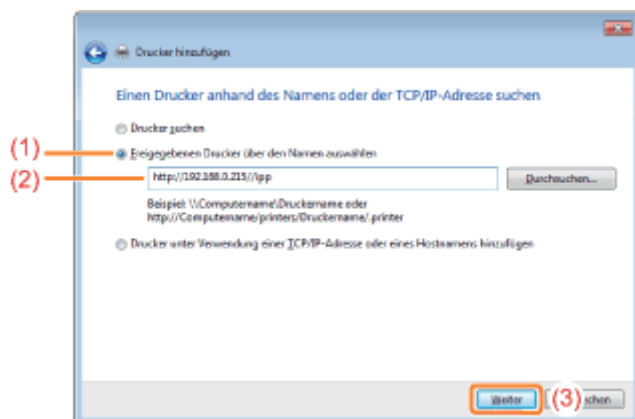 Drucker hinzufügen
Einen Drucker anhand des Namens oder der TCP/IP-Adresse suchen
Drucker suchen
(1) Freigegebenen Drucker über den Namen auswählen
(2) http://192.168.0.215//ipp Durchsuchen...
Beispiel: \\Computername\Druckername oder
http://Computername/printers/Druckername/.printer
Drucker unter Verwendung einer TCP/IP-Adresse oder eines Hostnamens hinzufügen
Weiter (3) chen